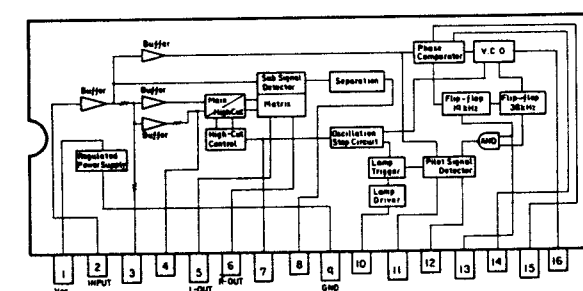 Buffer
Phase
Comparator
V.C.O
Buffer
Buffer
Sub Signal
Detector
Separation
Main
HighCut
Matrix
Flip-flop
19kHz
Flip-flop
38kHz
Buffer
High-Cut
Control
Oscillation
Stop Circuit
AND
Regulated
Power Supply
Lamp
Trigger
Pilot Signal
Detector
Lamp
Driver
1
2
3
4
5
6
7
8
9
10
11
12
13
14
15
16
Vcc
INPUT
L-OUT
R-OUT
GND